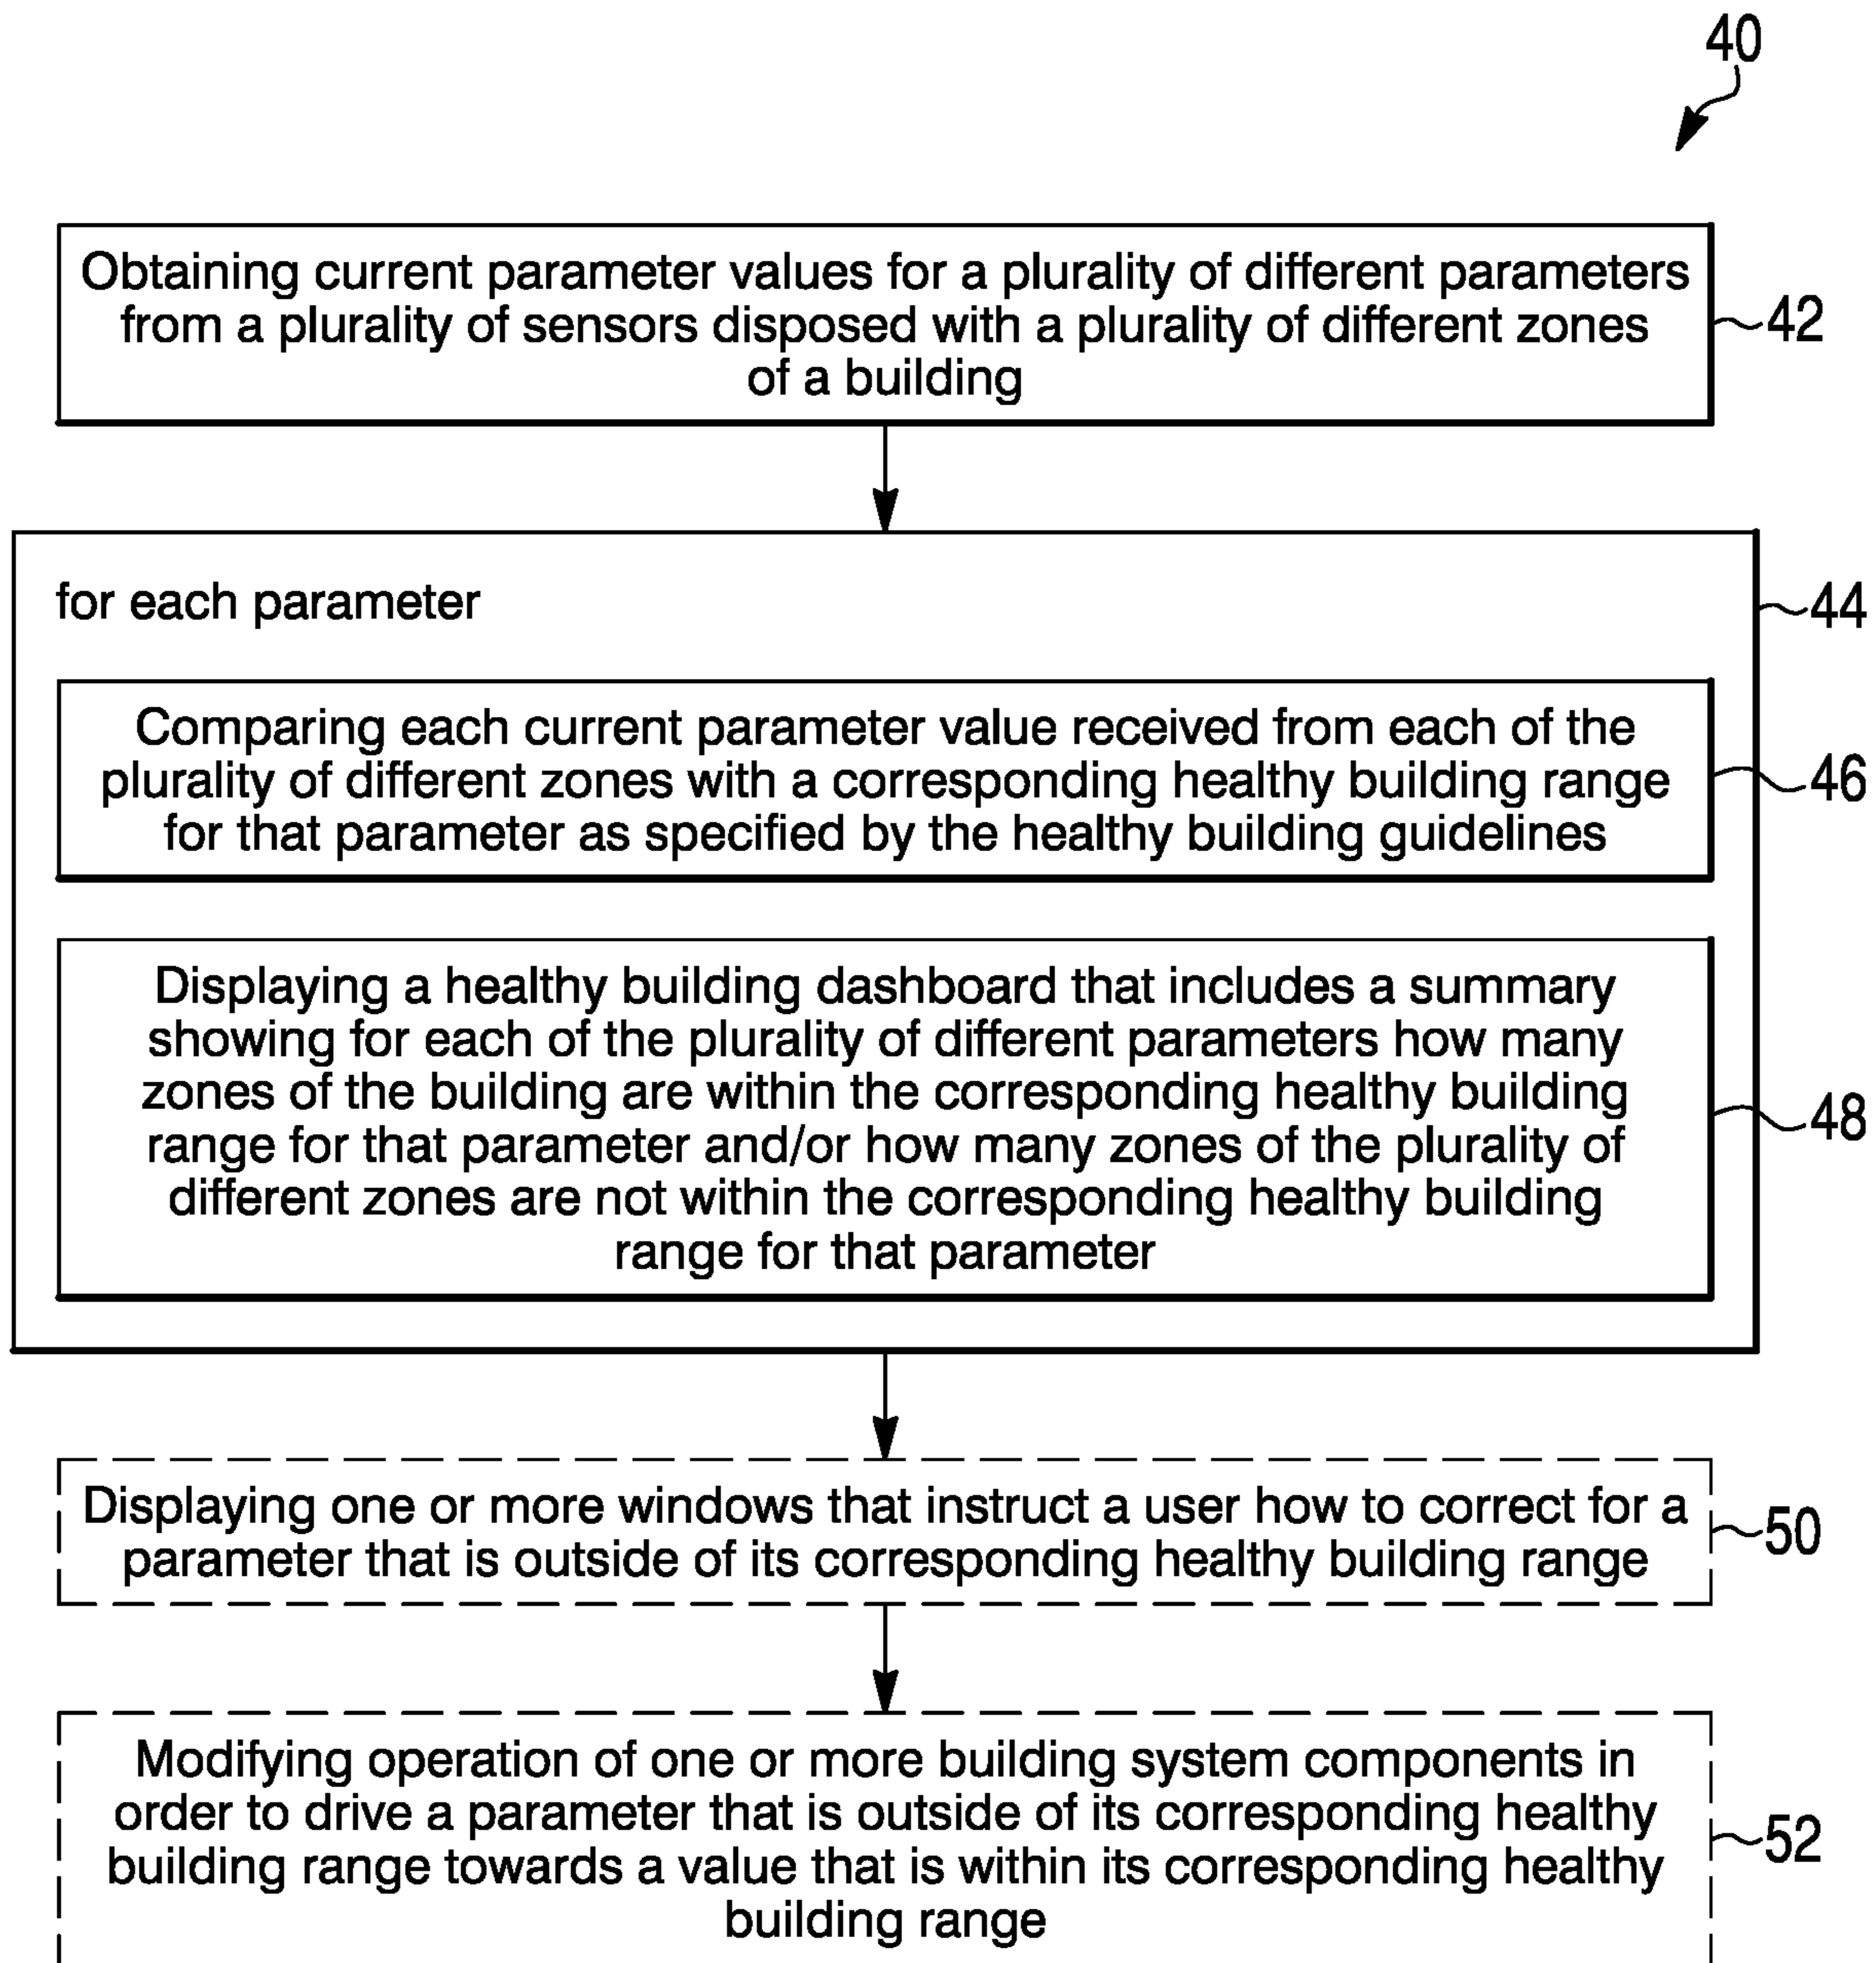 40
Obtaining current parameter values for a plurality of different parameters
from a plurality of sensors disposed with a plurality of different zones
of a building
42
for each parameter
44
Comparing each current parameter value received from each of the
plurality of different zones with a corresponding healthy building range
for that parameter as specified by the healthy building guidelines
46
Displaying a healthy building dashboard that includes a summary
showing for each of the plurality of different parameters how many
zones of the building are within the corresponding healthy building
range for that parameter and/or how many zones of the plurality of
different zones are not within the corresponding healthy building
range for that parameter
48
Displaying one or more windows that instruct a user how to correct for a
parameter that is outside of its corresponding healthy building range
50
Modifying operation of one or more building system components in
order to drive a parameter that is outside of its corresponding healthy
building range towards a value that is within its corresponding healthy
building range
52